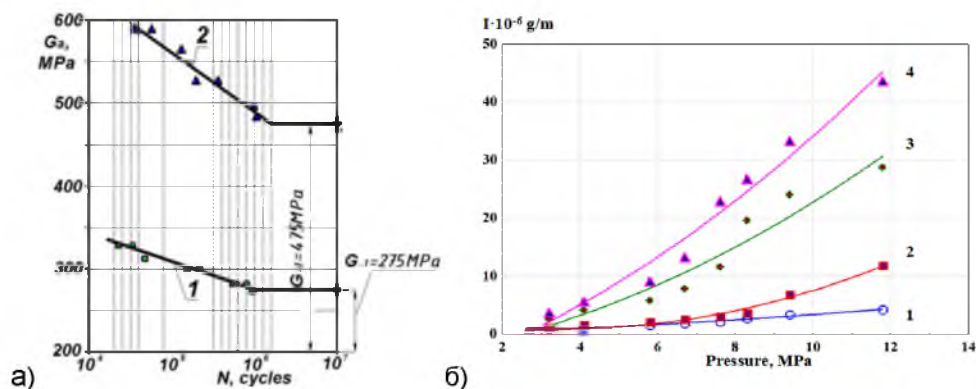 600
Gₐ,
MPa
500
400
300
200
2
1
G₋₁=475MPa
G₋₁=275MPa
10⁴ 10⁵ 10⁶ 10⁷
N, cycles
а)
I·10⁻⁶ g/m
50
40
30
20
10
0
4
3
2
1
2 4 6 8 10 12 14
Pressure, MPa
б)